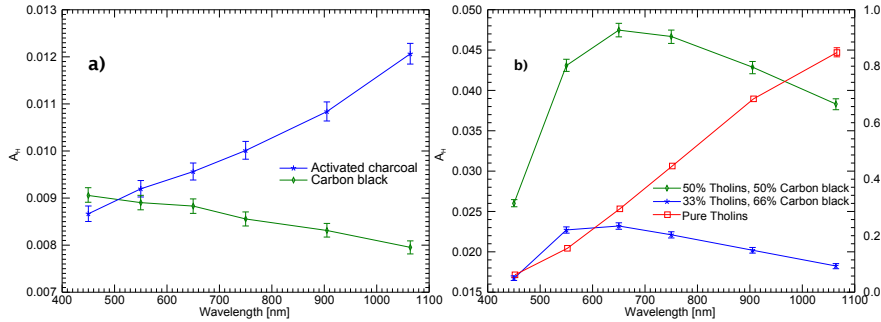 a)
0.013
0.012
0.011
0.010
0.009
0.008
0.007
A_H
400 500 600 700 800 900 1000 1100
Wavelength [nm]
Activated charcoal
Carbon black
b)
0.050
0.045
0.040
0.035
0.030
0.025
0.020
0.015
A_H
1.0
0.8
0.6
0.4
0.2
0.0
50% Tholins, 50% Carbon black
33% Tholins, 66% Carbon black
Pure Tholins
400 500 600 700 800 900 1000 1100
Wavelength [nm]